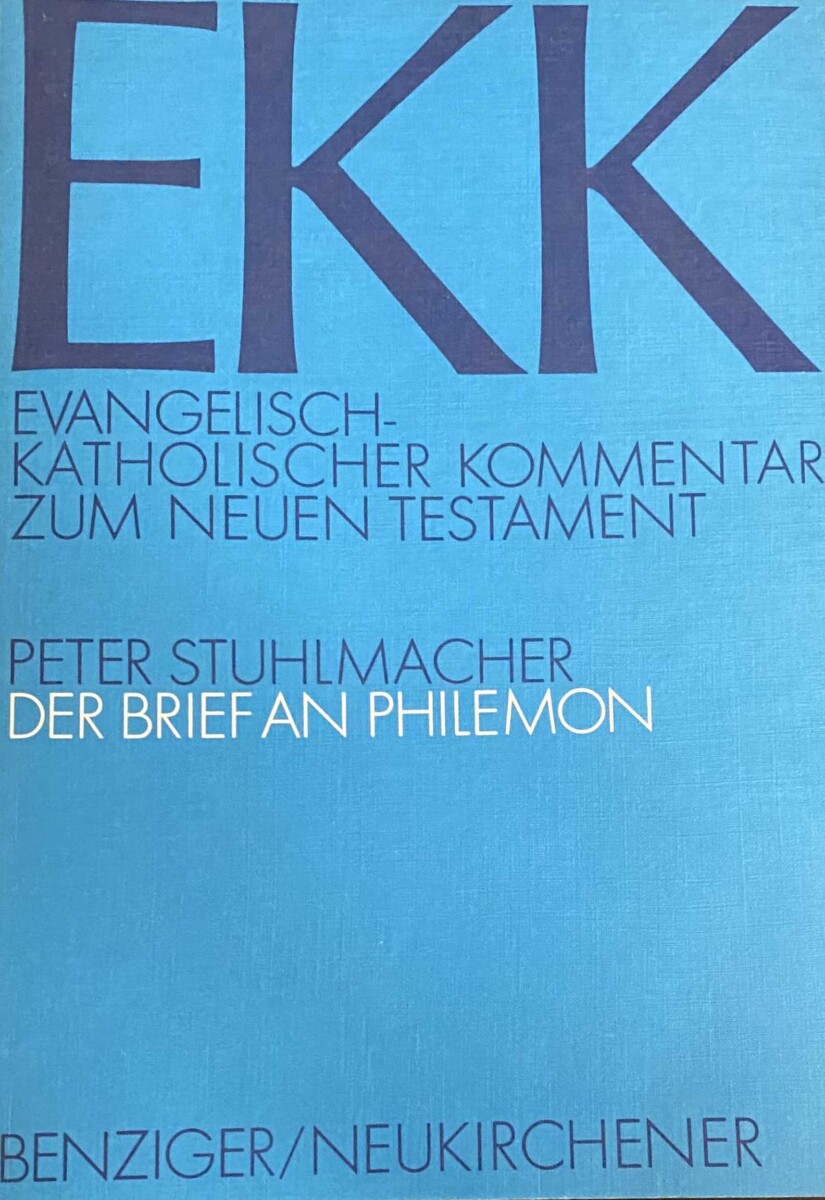 EKK
EVANGELISCH-
KATHOLISCHER KOMMENTAR
ZUM NEUEN TESTAMENT
PETER STUHLMACHER
DER BRIEF AN PHILEMON
BENZIGER/NEUKIRCHENER